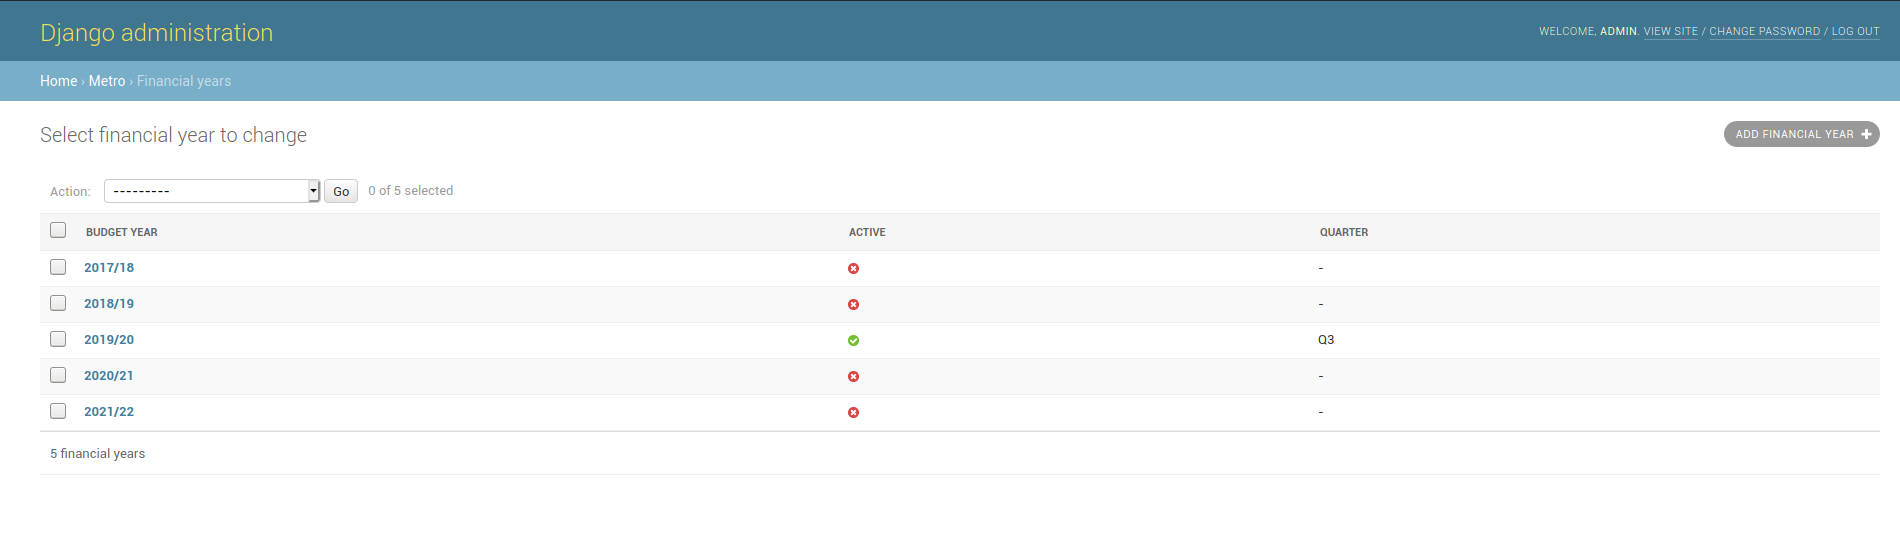 Django administration
WELCOME, ADMIN. VIEW SITE / CHANGE PASSWORD / LOG OUT
Home › Metro › Financial years
Select financial year to change
ADD FINANCIAL YEAR +
Action: --------- Go 0 of 5 selected
BUDGET YEAR ACTIVE QUARTER
2017/18 -
2018/19 -
2019/20 Q3
2020/21 -
2021/22 -
5 financial years